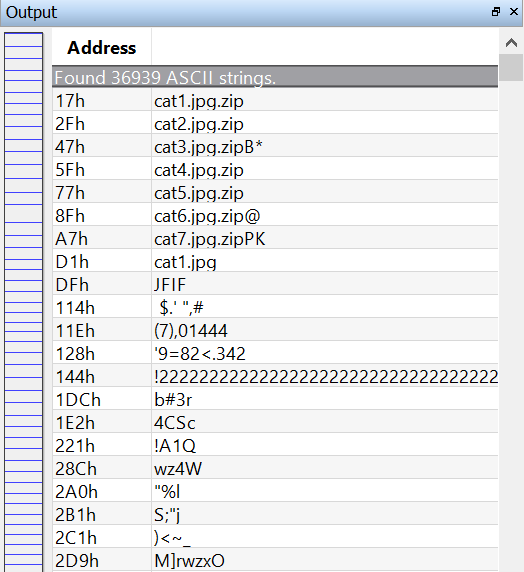 Output
Address
Found 36939 ASCII strings.
17h cat1.jpg.zip
2Fh cat2.jpg.zip
47h cat3.jpg.zipB*
5Fh cat4.jpg.zip
77h cat5.jpg.zip
8Fh cat6.jpg.zip@
A7h cat7.jpg.zipPK
D1h cat1.jpg
DFh JFIF
114h $.' ",#
11Eh (7),01444
128h '9=82<.342
144h !22222222222222222222222222222222222
1DCh b#3r
1E2h 4CSc
221h !A1Q
28Ch wz4W
2A0h "%l
2B1h S;"j
2C1h )<~_
2D9h M]rwzxO